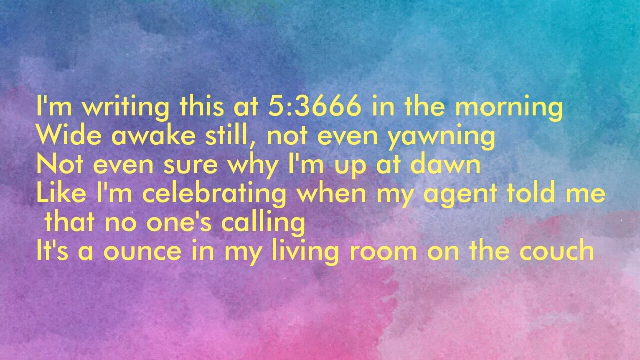 I'm writing this at 5:3666 in the morning
Wide awake still, not even yawning
Not even sure why I'm up at dawn
Like I'm celebrating when my agent told me
that no one's calling
It's a ounce in my living room on the couch